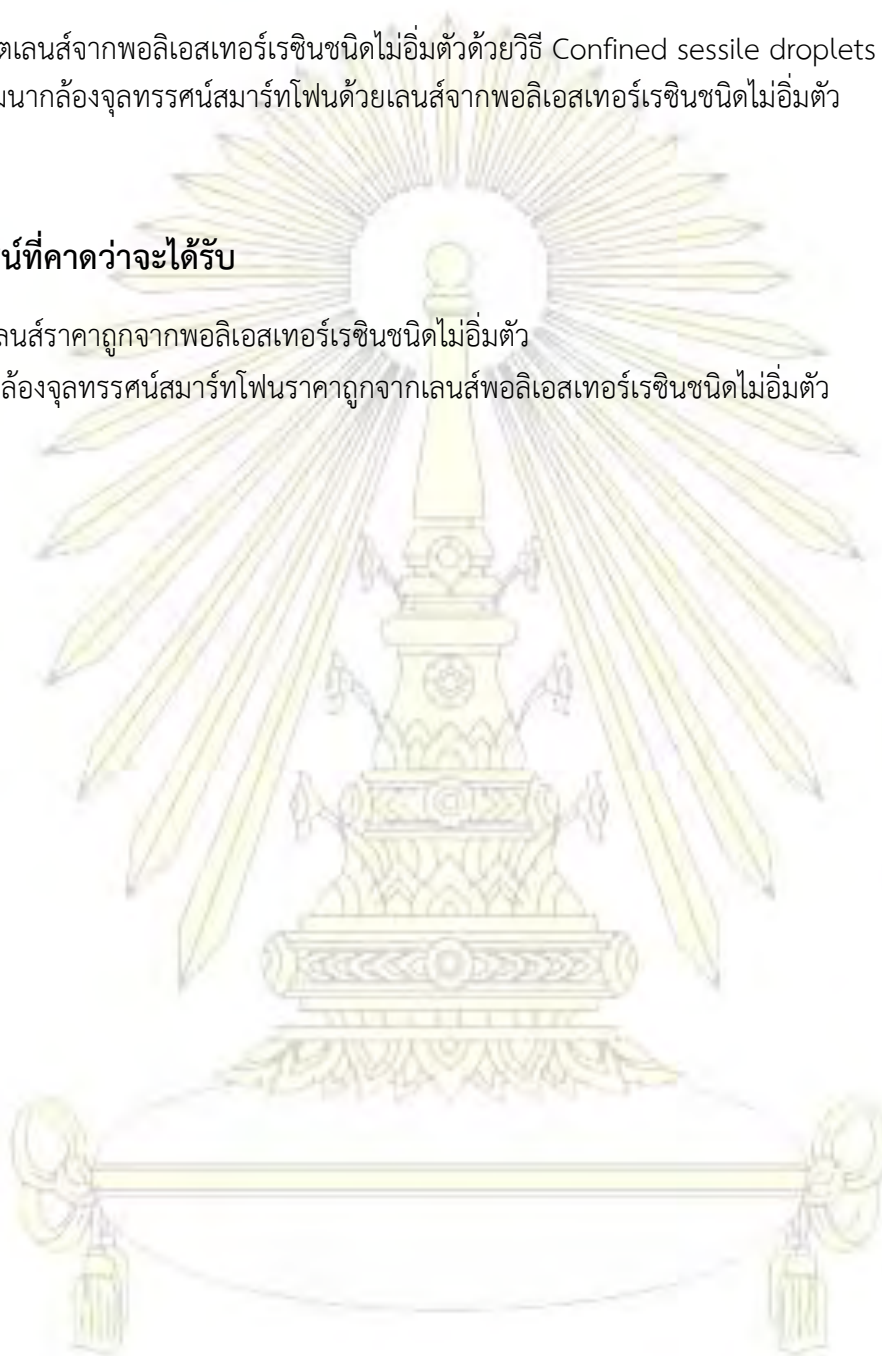 ตเลนส์จากพอลิเอสเทอร์เรซินชนิดไม่อิ่มตัวด้วยวิธี Confined sessile droplets
มนากล้องจุลทรรศน์สมาร์ทโฟนด้วยเลนส์จากพอลิเอสเทอร์เรซินชนิดไม่อิ่มตัว
น์ที่คาดว่าจะได้รับ
ลนส์ราคาถูกจากพอลิเอสเทอร์เรซินชนิดไม่อิ่มตัว
ล้องจุลทรรศน์สมาร์ทโฟนราคาถูกจากเลนส์พอลิเอสเทอร์เรซินชนิดไม่อิ่มตัว